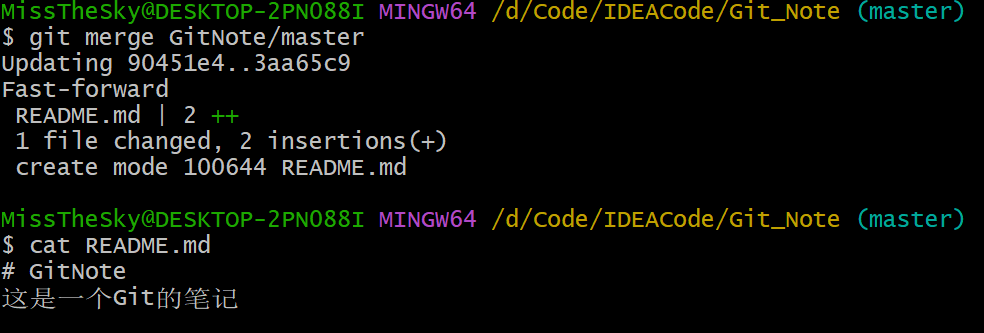 MissTheSky@DESKTOP-2PNO88I MINGW64 /d/Code/IDEACode/Git_Note (master)
$ git merge GitNote/master
Updating 90451e4..3aa65c9
Fast-forward
 README.md | 2 ++
 1 file changed, 2 insertions(+)
 create mode 100644 README.md
MissTheSky@DESKTOP-2PNO88I MINGW64 /d/Code/IDEACode/Git_Note (master)
$ cat README.md
# GitNote
这是一个Git的笔记